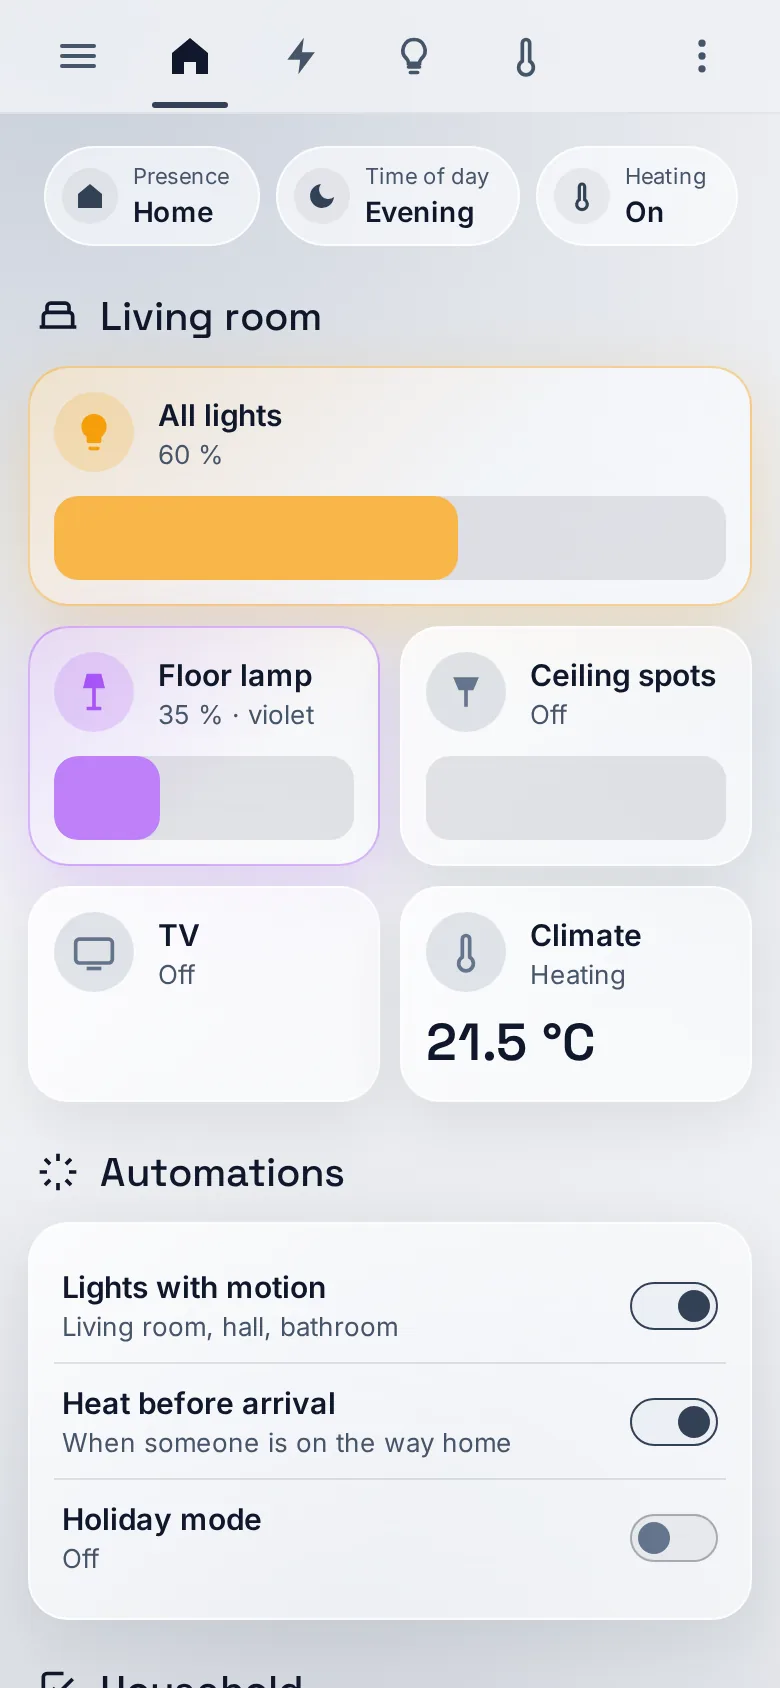 Presence
Home
Time of day
Evening
Heating
On
Living room
All lights
60 %
Floor lamp
35 % · violet
Ceiling spots
Off
TV
Off
Climate
Heating
21.5 °C
Automations
Lights with motion
Living room, hall, bathroom
Heat before arrival
When someone is on the way home
Holiday mode
Off
Household